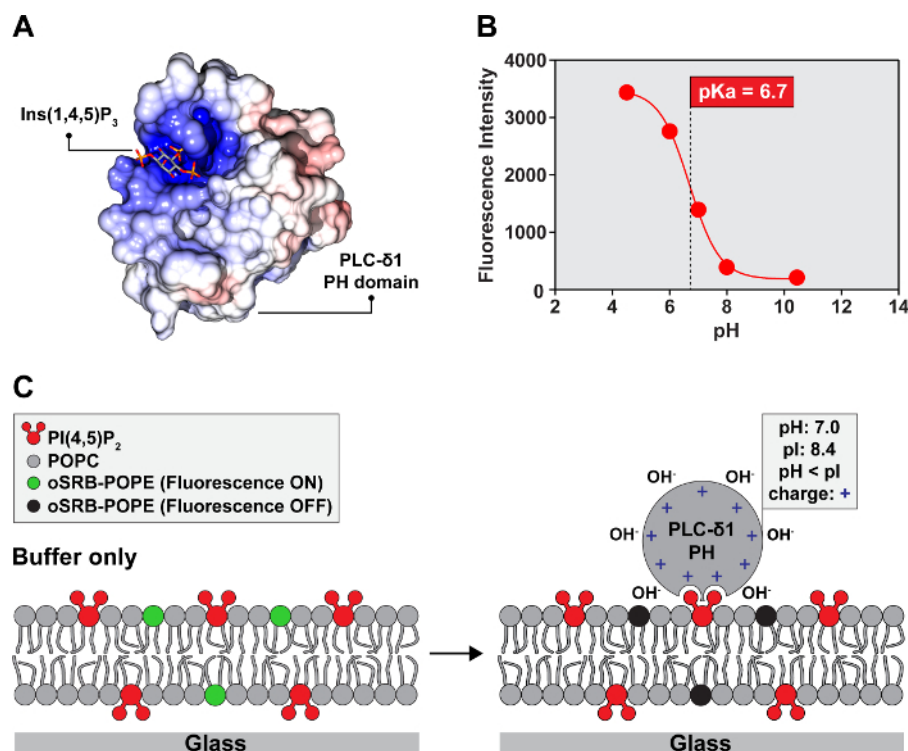 A
Ins(1,4,5)P₃
PLC-δ1
PH domain
B
Fluorescence Intensity
4000
3000
2000
1000
0
pKa = 6.7
2 4 6 8 10 12 14
pH
C
PI(4,5)P₂
POPC
oSRB-POPE (Fluorescence ON)
oSRB-POPE (Fluorescence OFF)
Buffer only
Glass
pH: 7.0
pI: 8.4
pH < pI
charge: +
OH⁻ OH⁻
OH⁻ OH⁻
OH⁻ OH⁻
+ + + + + + + + +
PLC-δ1
PH
Glass